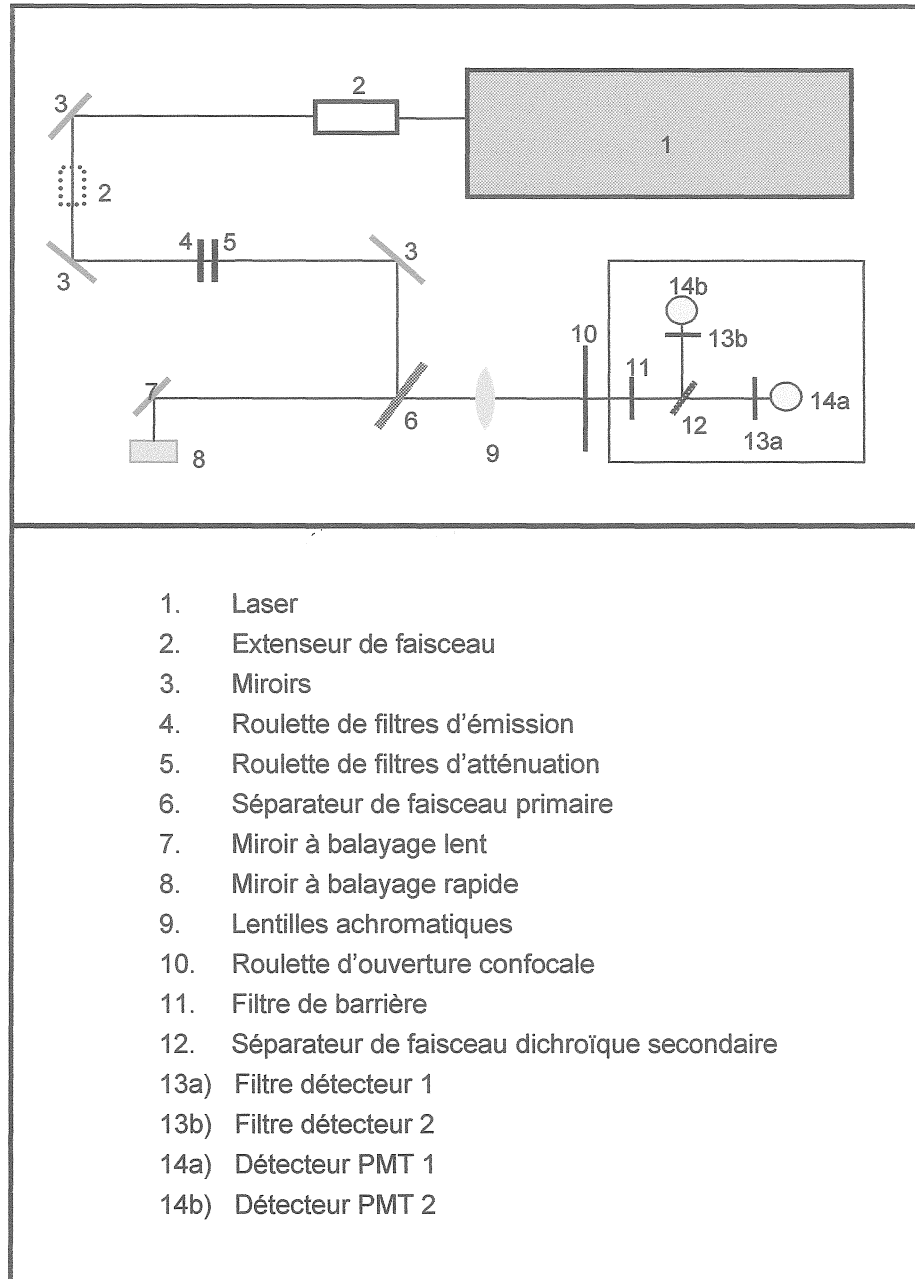 2
3
1
2
4 5
3
3
14b
10
13b
11
7
14a
6
12
13a
8
9
1. Laser
2. Extenseur de faisceau
3. Miroirs
4. Roulette de filtres d'émission
5. Roulette de filtres d'atténuation
6. Séparateur de faisceau primaire
7. Miroir à balayage lent
8. Miroir à balayage rapide
9. Lentilles achromatiques
10. Roulette d'ouverture confocale
11. Filtre de barrière
12. Séparateur de faisceau dichroïque secondaire
13a) Filtre détecteur 1
13b) Filtre détecteur 2
14a) Détecteur PMT 1
14b) Détecteur PMT 2